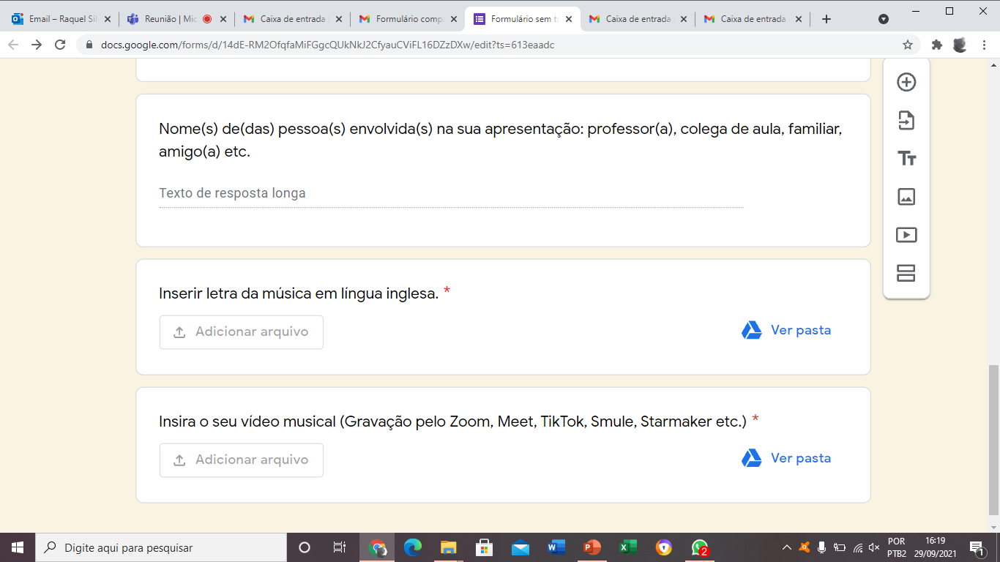 Email – Raquel Sil
Reunião | Mic
Caixa de entrada
Formulário comp
Formulário sem tí
Caixa de entrada
Caixa de entrada
docs.google.com/forms/d/14dE-RM2OfqfaMiFGgcQUkNkJ2CfyauCViFL16DZzDXw/edit?ts=613eaadc
Nome(s) de(das) pessoa(s) envolvida(s) na sua apresentação: professor(a), colega de aula, familiar,
amigo(a) etc.
Texto de resposta longa
Inserir letra da música em língua inglesa. *
Adicionar arquivo
Ver pasta
Insira o seu vídeo musical (Gravação pelo Zoom, Meet, TikTok, Smule, Starmaker etc.) *
Adicionar arquivo
Ver pasta
Digite aqui para pesquisar
2
POR
PTB2
16:19
29/09/2021
1